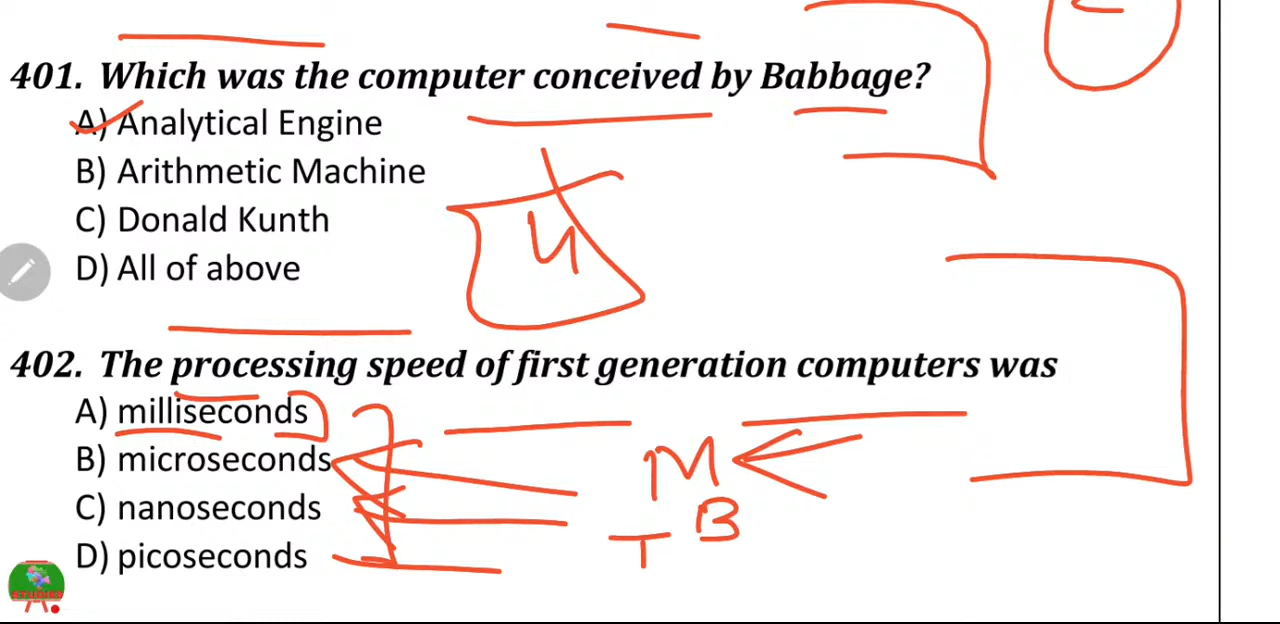 401. Which was the computer conceived by Babbage?
A) Analytical Engine
B) Arithmetic Machine
C) Donald Kunth
D) All of above
402. The processing speed of first generation computers was
A) milliseconds
B) microseconds
C) nanoseconds
D) picoseconds
M
B
T
STUDIES